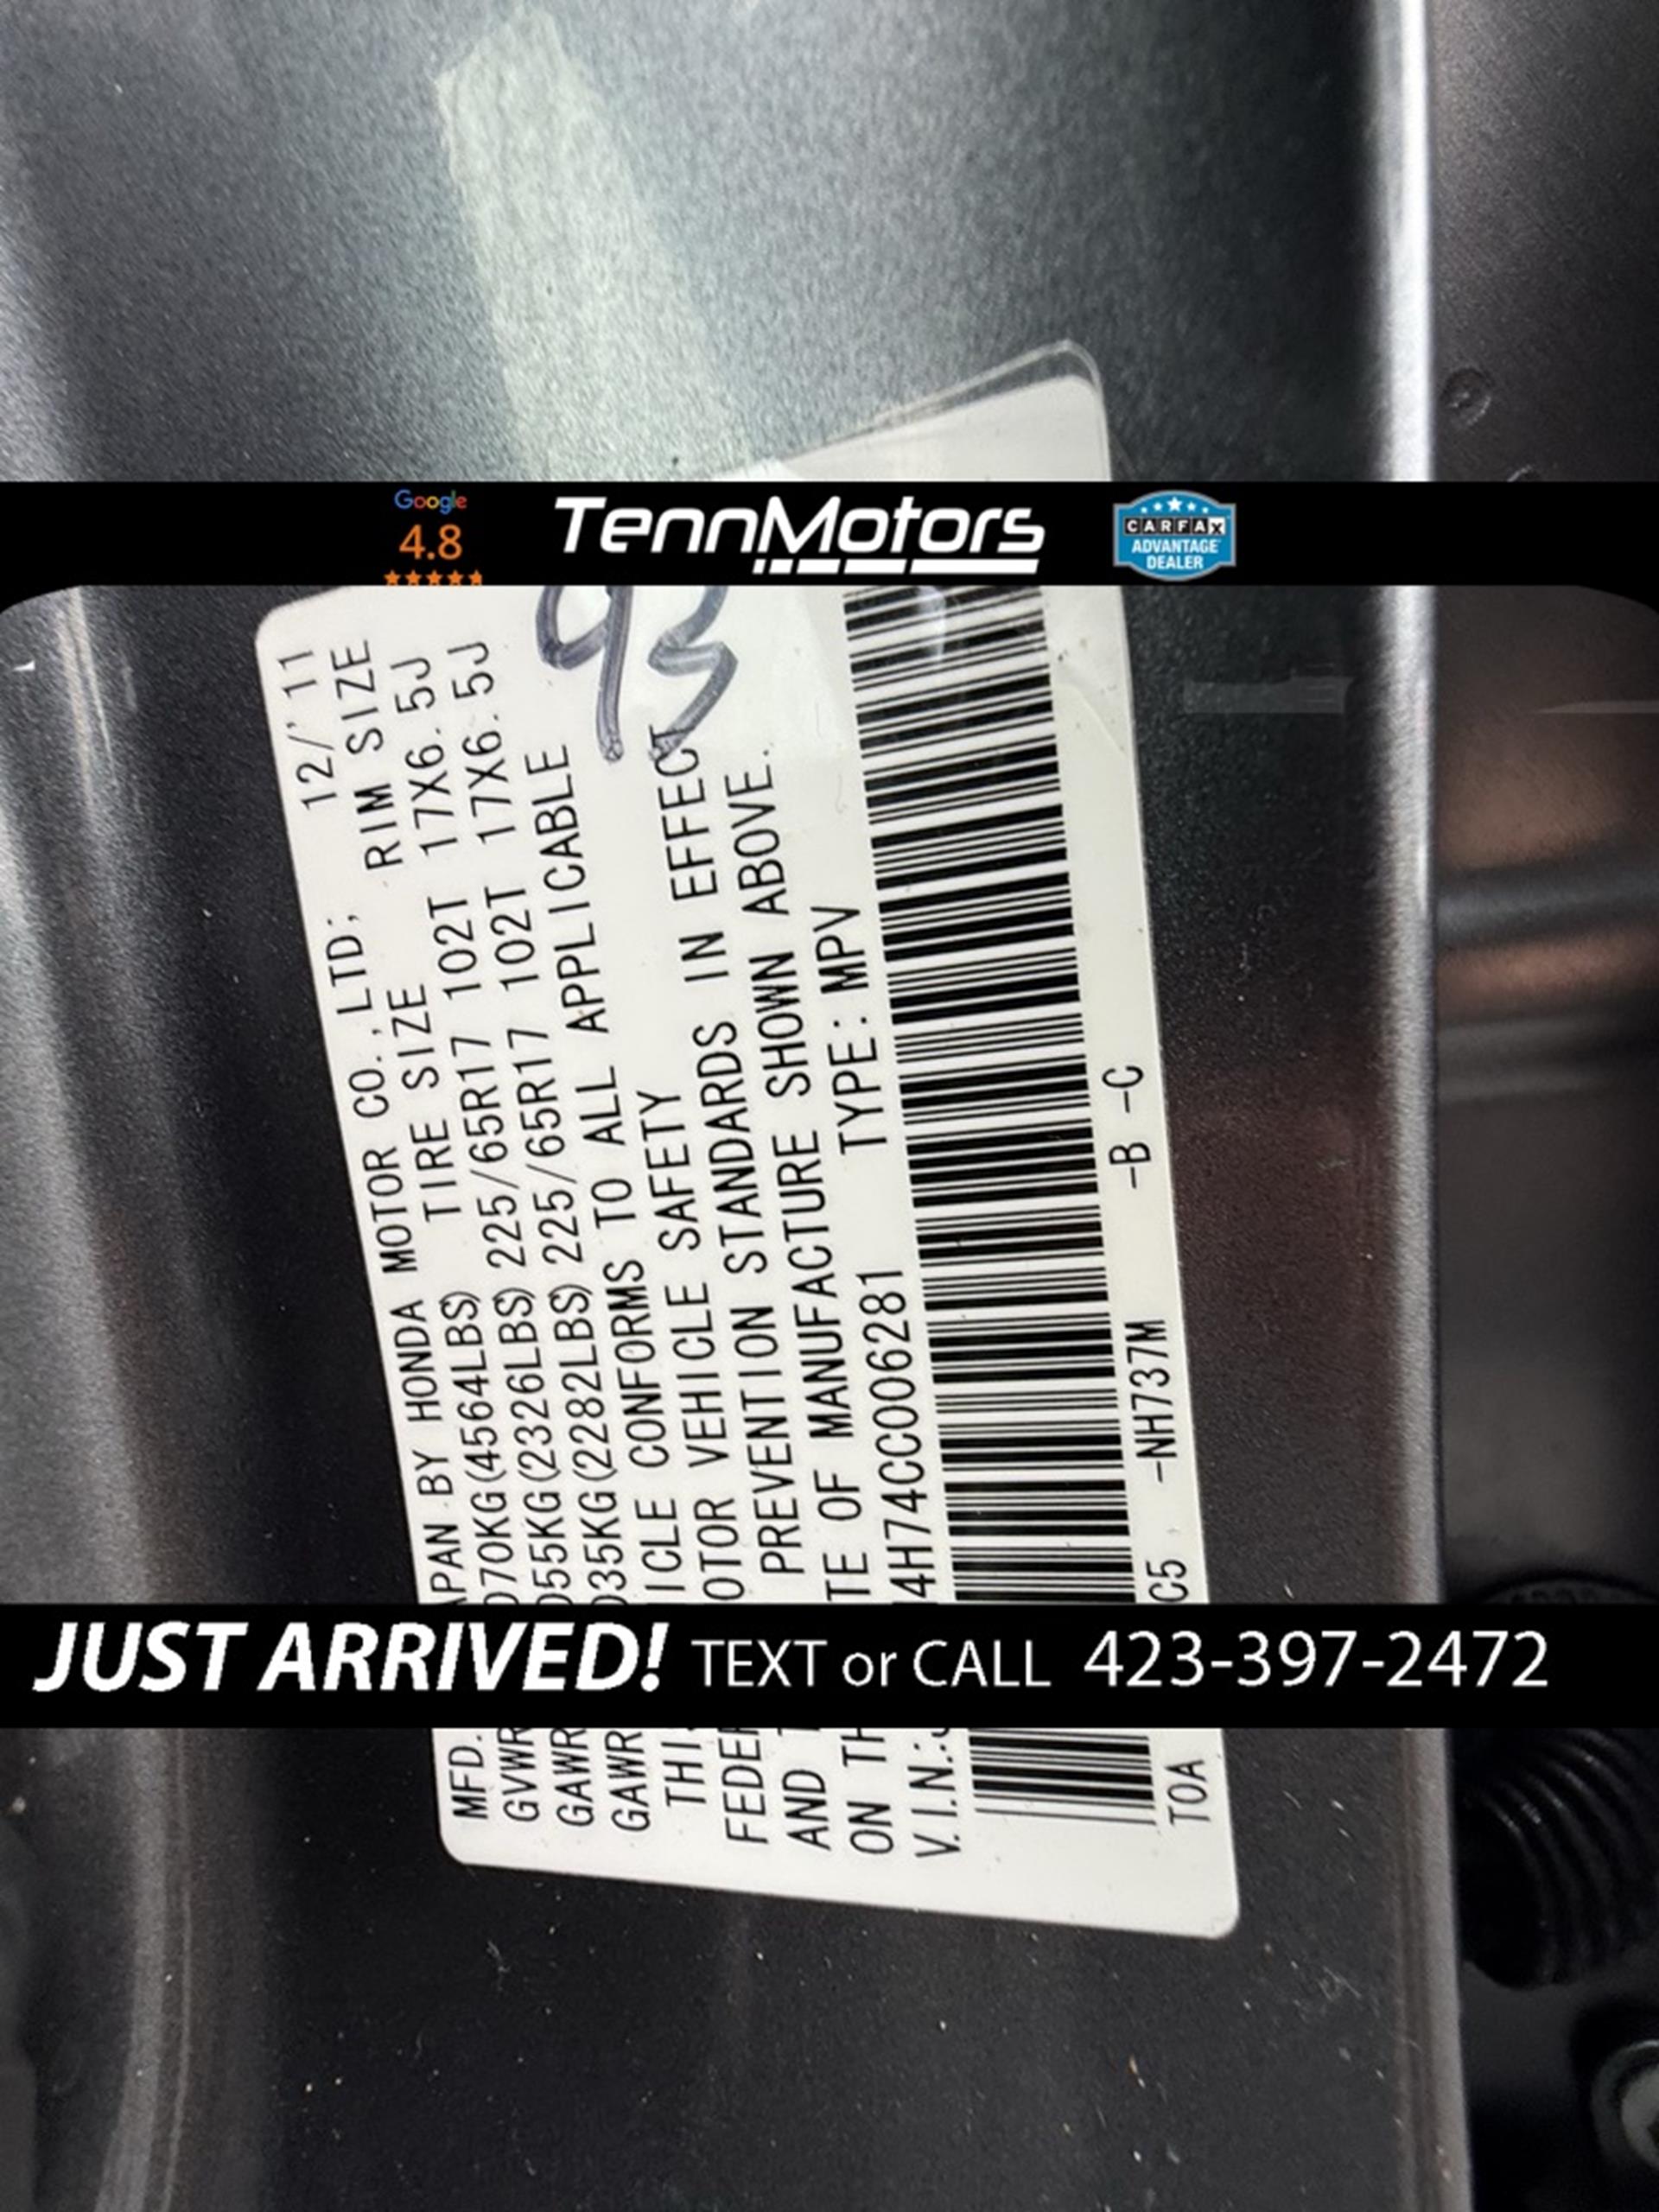 Google
4.8
TennMotors
CARFAX
ADVANTAGE
DEALER
93
12/'11
MFD. APAN BY HONDA MOTOR CO.,LTD;
TIRE SIZE RIM SIZE
GVWR 070KG(4564LBS) 225/65R17 102T 17X6.5J
GAWR 055KG(2326LBS) 225/65R17 102T 17X6.5J
GAWR 035KG(2282LBS)
THI ICLE CONFORMS TO ALL APPLICABLE
FEDER OTOR VEHICLE SAFETY
AND T PREVENTION STANDARDS IN EFFECT
ON TH TE OF MANUFACTURE SHOWN ABOVE.
V.I.N.: 4H74CC006281 TYPE:MPV
TOA C5 -NH737M -B -C
JUST ARRIVED! TEXT or CALL 423-397-2472